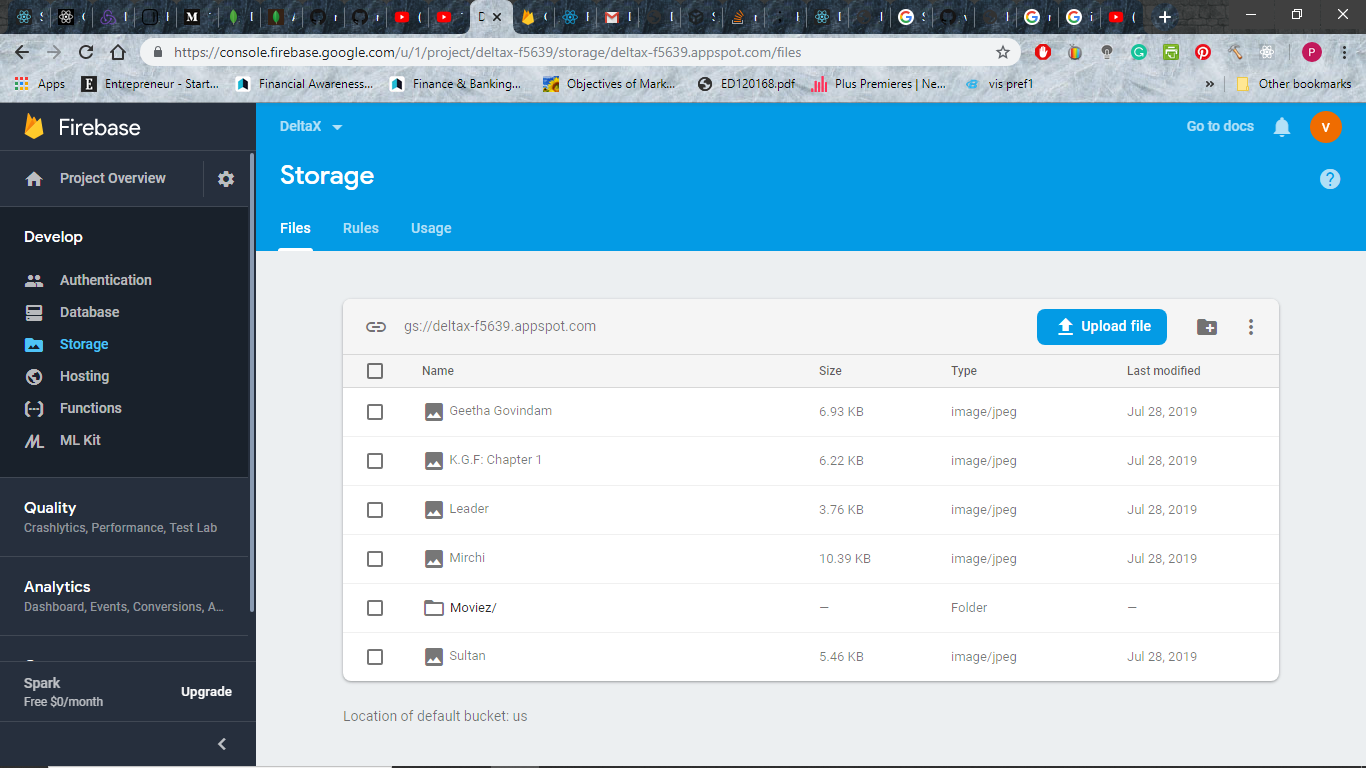 https://console.firebase.google.com/u/1/project/deltax-f5639/storage/deltax-f5639.appspot.com/files
P
Apps
Entrepreneur - Start...
Financial Awareness...
Finance & Banking...
Objectives of Mark...
ED120168.pdf
Plus Premieres | Ne...
vis pref1
»
Other bookmarks
Firebase
DeltaX
Go to docs
V
Project Overview
Storage
?
Files
Rules
Usage
Develop
Authentication
Database
Storage
Hosting
Functions
ML Kit
Quality
Crashlytics, Performance, Test Lab
Analytics
Dashboard, Events, Conversions, A...
Spark
Free $0/month
Upgrade
gs://deltax-f5639.appspot.com
Upload file
Name Size Type Last modified
Geetha Govindam 6.93 KB image/jpeg Jul 28, 2019
K.G.F: Chapter 1 6.22 KB image/jpeg Jul 28, 2019
Leader 3.76 KB image/jpeg Jul 28, 2019
Mirchi 10.39 KB image/jpeg Jul 28, 2019
Moviez/ — Folder —
Sultan 5.46 KB image/jpeg Jul 28, 2019
Location of default bucket: us